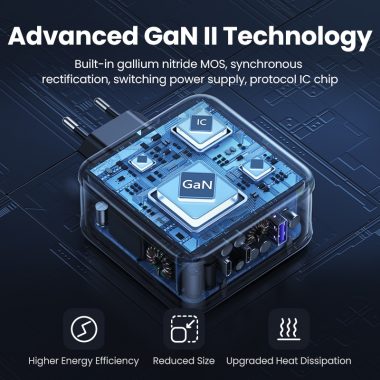 Advanced GaN II Technology
Built-in gallium nitride MOS, synchronous
rectification, switching power supply, protocol IC chip
IC
GaN
Higher Energy Efficiency
Reduced Size
Upgraded Heat Dissipation